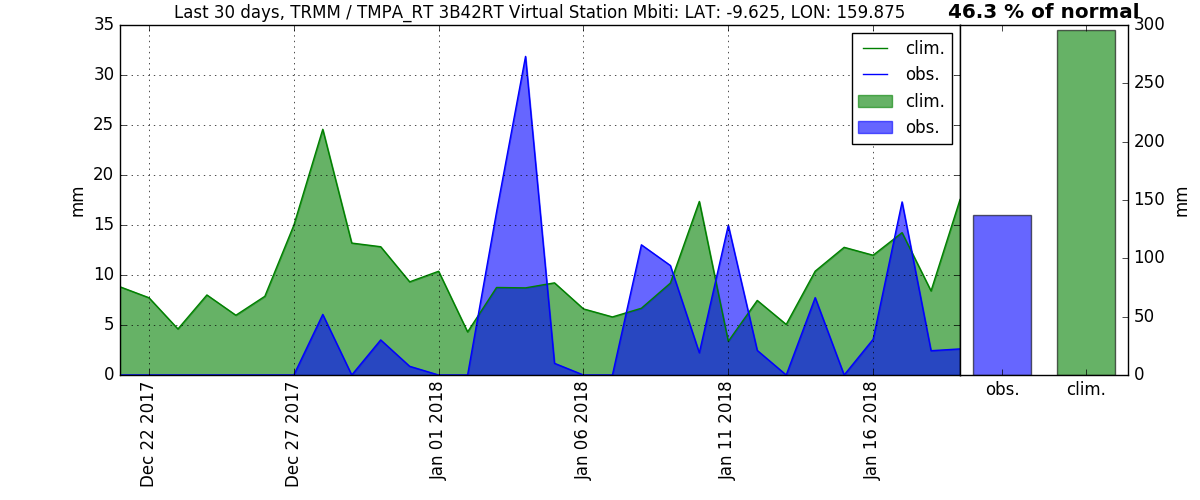 Last 30 days, TRMM / TMPA_RT 3B42RT Virtual Station Mbiti: LAT: -9.625, LON: 159.875
46.3 % of normal
35
30
25
20
15
10
5
0
mm
clim.
obs.
clim.
obs.
Dec 22 2017
Dec 27 2017
Jan 01 2018
Jan 06 2018
Jan 11 2018
Jan 16 2018
300
250
200
150
100
50
0
mm
obs.
clim.